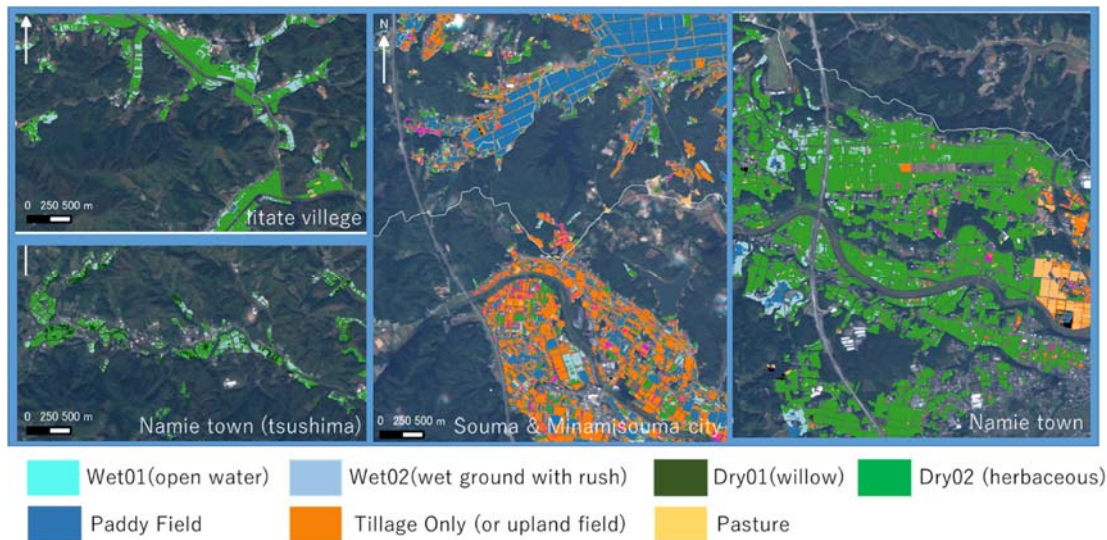 0 250 500 m
Iitate villege
N
0 250 500 m
Namie town (tsushima)
0 250 500 m
Souma & Minamisouma city
Namie town
Wet01(open water)
Wet02(wet ground with rush)
Dry01(willow)
Dry02 (herbaceous)
Paddy Field
Tillage Only (or upland field)
Pasture